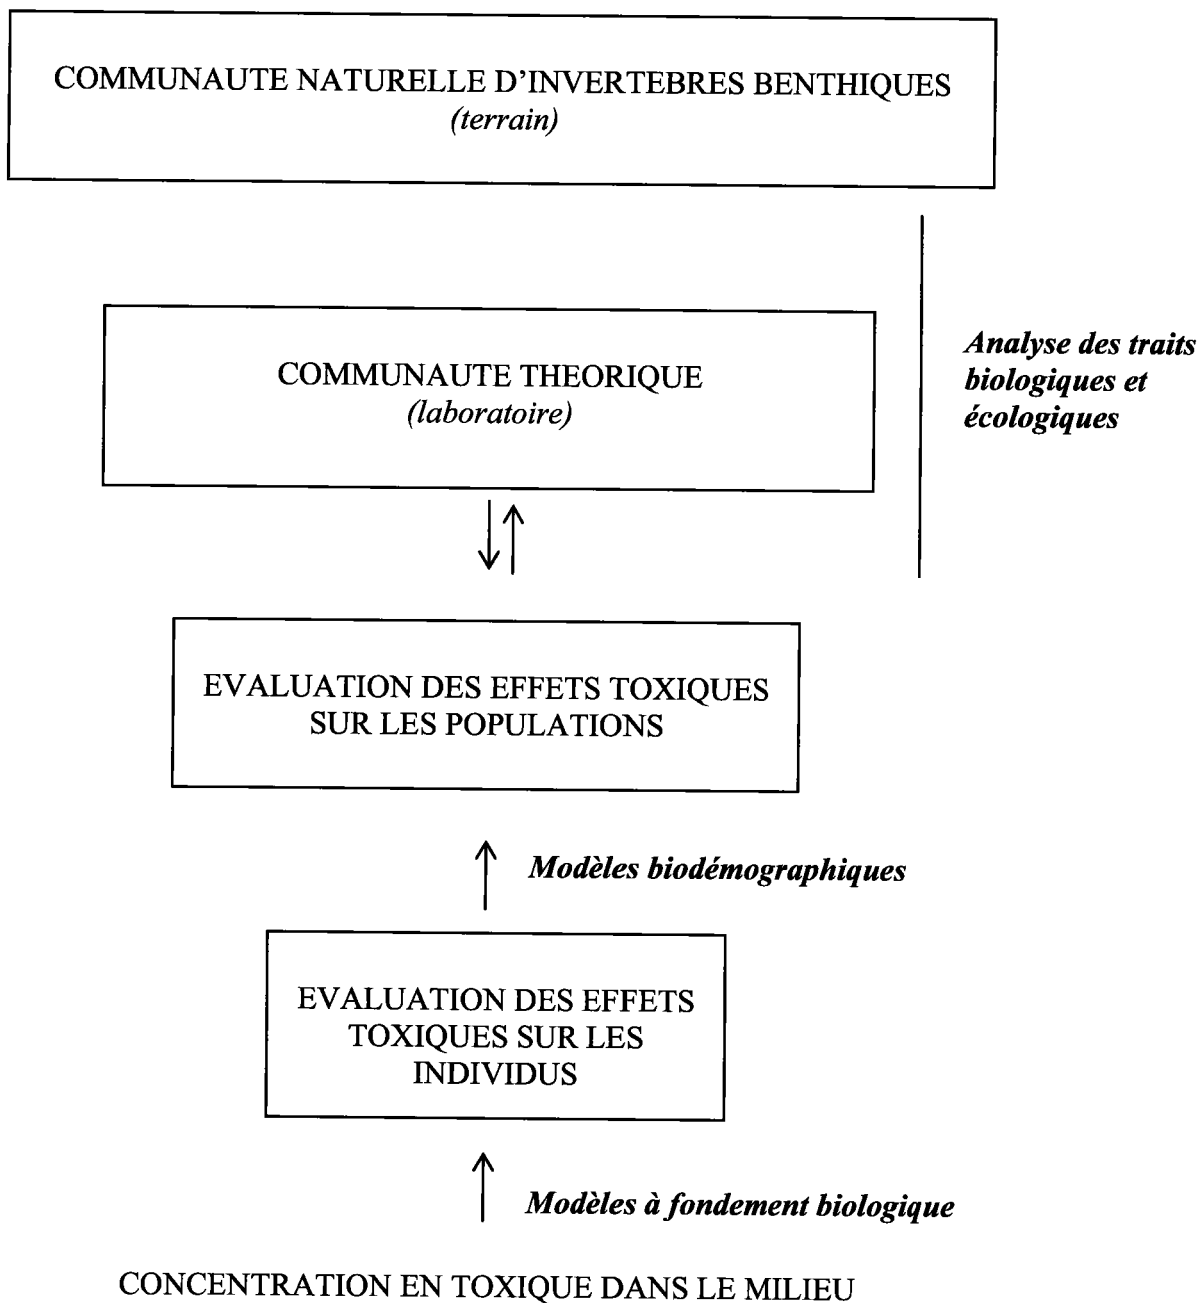 COMMUNAUTE NATURELLE D'INVERTEBRES BENTHIQUES
(terrain)
COMMUNAUTE THEORIQUE
(laboratoire)
Analyse des traits
biologiques et
écologiques
EVALUATION DES EFFETS TOXIQUES
SUR LES POPULATIONS
Modèles biodémographiques
EVALUATION DES EFFETS
TOXIQUES SUR LES
INDIVIDUS
Modèles à fondement biologique
CONCENTRATION EN TOXIQUE DANS LE MILIEU